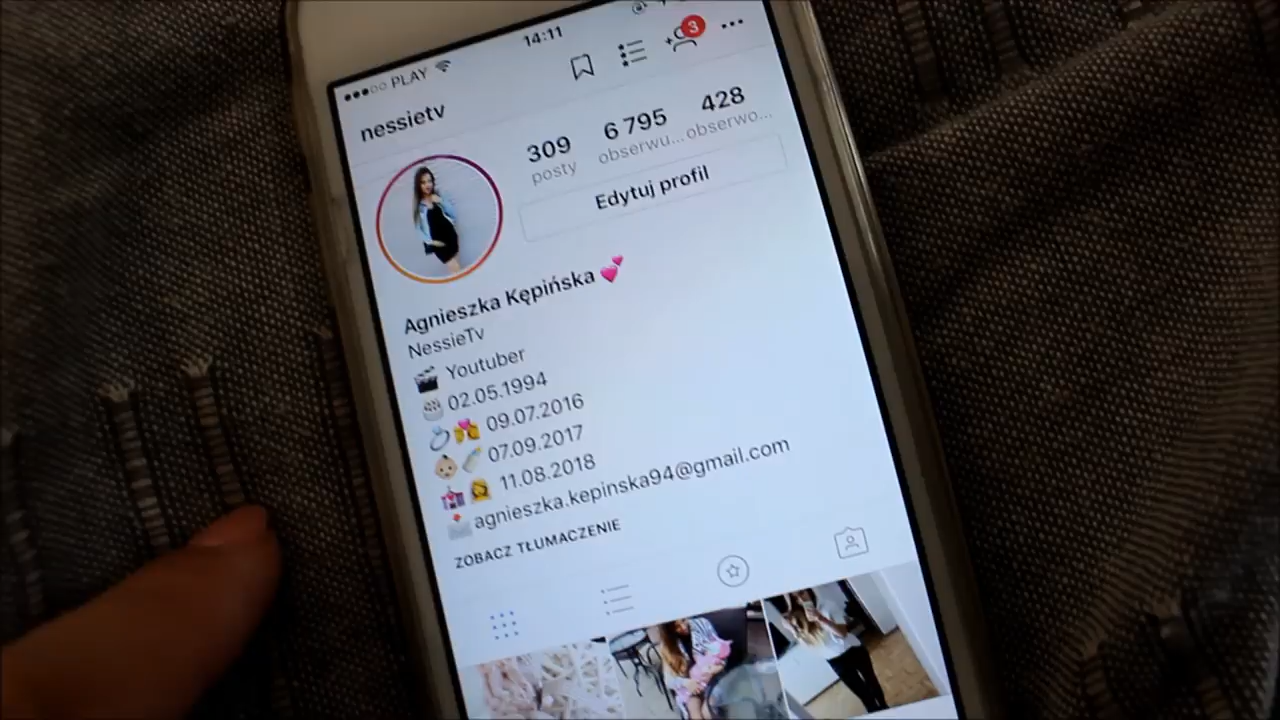 PLAY 14:11
nessietv
3
309 6 795 428
posty obserwu... obserwo...
Edytuj profil
Agnieszka Kępińska 💕
NessieTv
🎬 Youtuber
🎂 02.05.1994
💍💏 09.07.2016
👶🍼 07.09.2017
💒👰 11.08.2018
📩 agnieszka.kepinska94@gmail.com
ZOBACZ TŁUMACZENIE